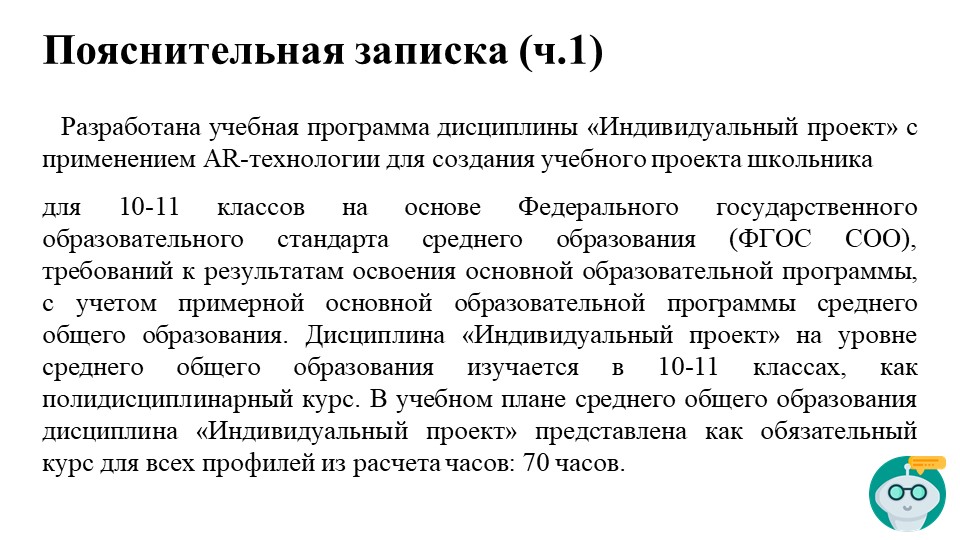 Пояснительная записка (ч.1)
Разработана учебная программа дисциплины «Индивидуальный проект» с
применением AR-технологии для создания учебного проекта школьника
для 10-11 классов на основе Федерального государственного
образовательного стандарта среднего образования (ФГОС СОО),
требований к результатам освоения основной образовательной программы,
с учетом примерной основной образовательной программы среднего
общего образования. Дисциплина «Индивидуальный проект» на уровне
среднего общего образования изучается в 10-11 классах, как
полидисциплинарный курс. В учебном плане среднего общего образования
дисциплина «Индивидуальный проект» представлена как обязательный
курс для всех профилей из расчета часов: 70 часов.